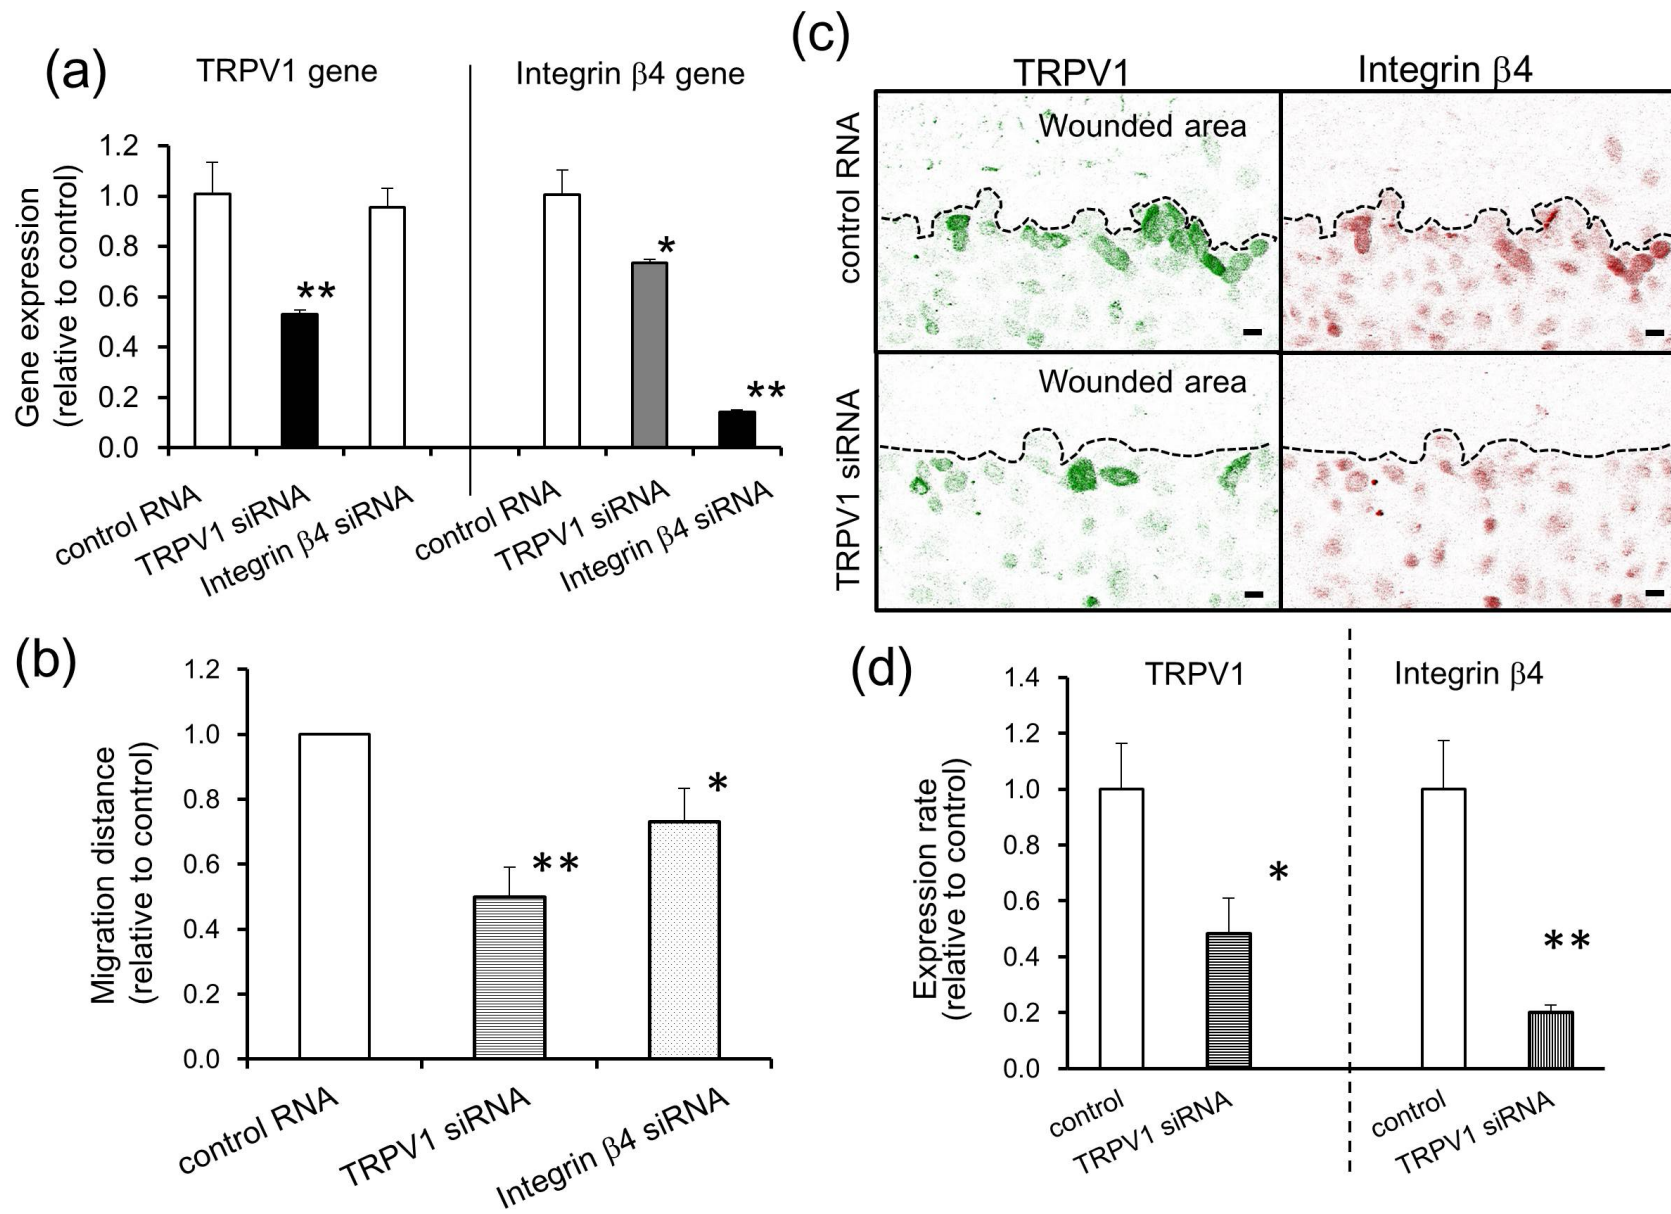 (a)
TRPV1 gene
Integrin β4 gene
Gene expression
(relative to control)
1.2
1.0
0.8
0.6
0.4
0.2
0.0
**
*
**
control RNA
TRPV1 siRNA
Integrin β4 siRNA
control RNA
TRPV1 siRNA
Integrin β4 siRNA
(b)
Migration distance
(relative to control)
1.2
1.0
0.8
0.6
0.4
0.2
0.0
**
*
control RNA
TRPV1 siRNA
Integrin β4 siRNA
(c)
TRPV1
Integrin β4
control RNA
Wounded area
TRPV1 siRNA
Wounded area
(d)
TRPV1
Integrin β4
Expression rate
(relative to control)
1.4
1.2
1.0
0.8
0.6
0.4
0.2
0.0
*
**
control
TRPV1 siRNA
control
TRPV1 siRNA